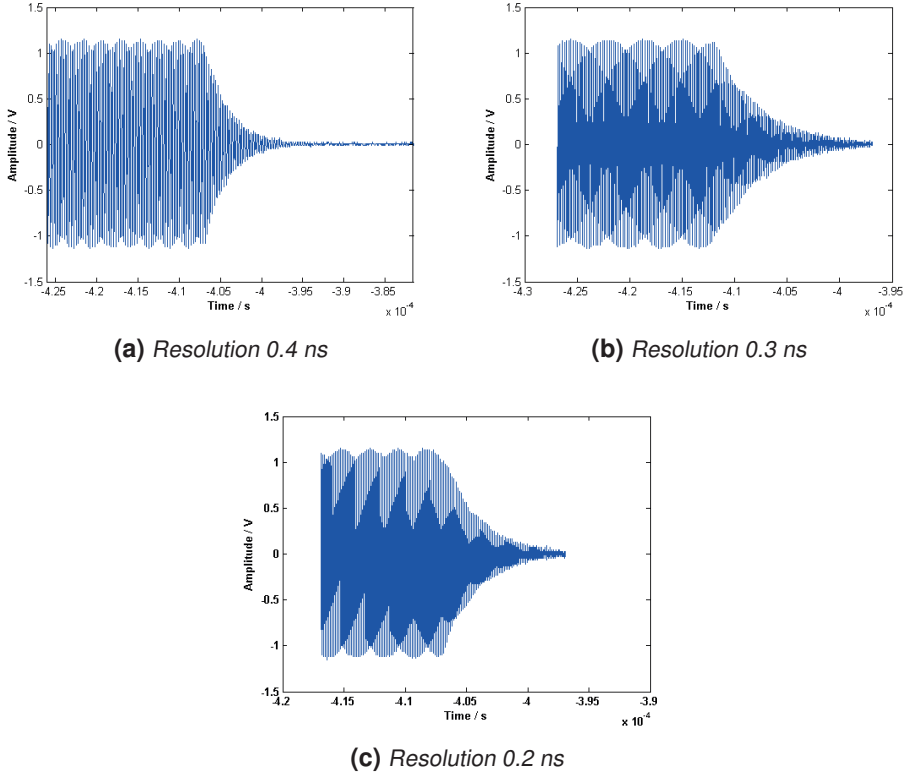 1.5
1
0.5
0
-0.5
-1
-1.5
Amplitude / V
-4.25 -4.2 -4.15 -4.1 -4.05 -4 -3.95 -3.9 -3.85
Time / s
x 10⁻⁴
(a) Resolution 0.4 ns
1.5
1
0.5
0
-0.5
-1
-1.5
Amplitude / V
-4.3 -4.25 -4.2 -4.15 -4.1 -4.05 -4 -3.95
Time / s
x 10⁻⁴
(b) Resolution 0.3 ns
1.5
1
0.5
0
-0.5
-1
-1.5
Amplitude / V
-4.2 -4.15 -4.1 -4.05 -4 -3.95 -3.9
Time / s
x 10⁻⁴
(c) Resolution 0.2 ns